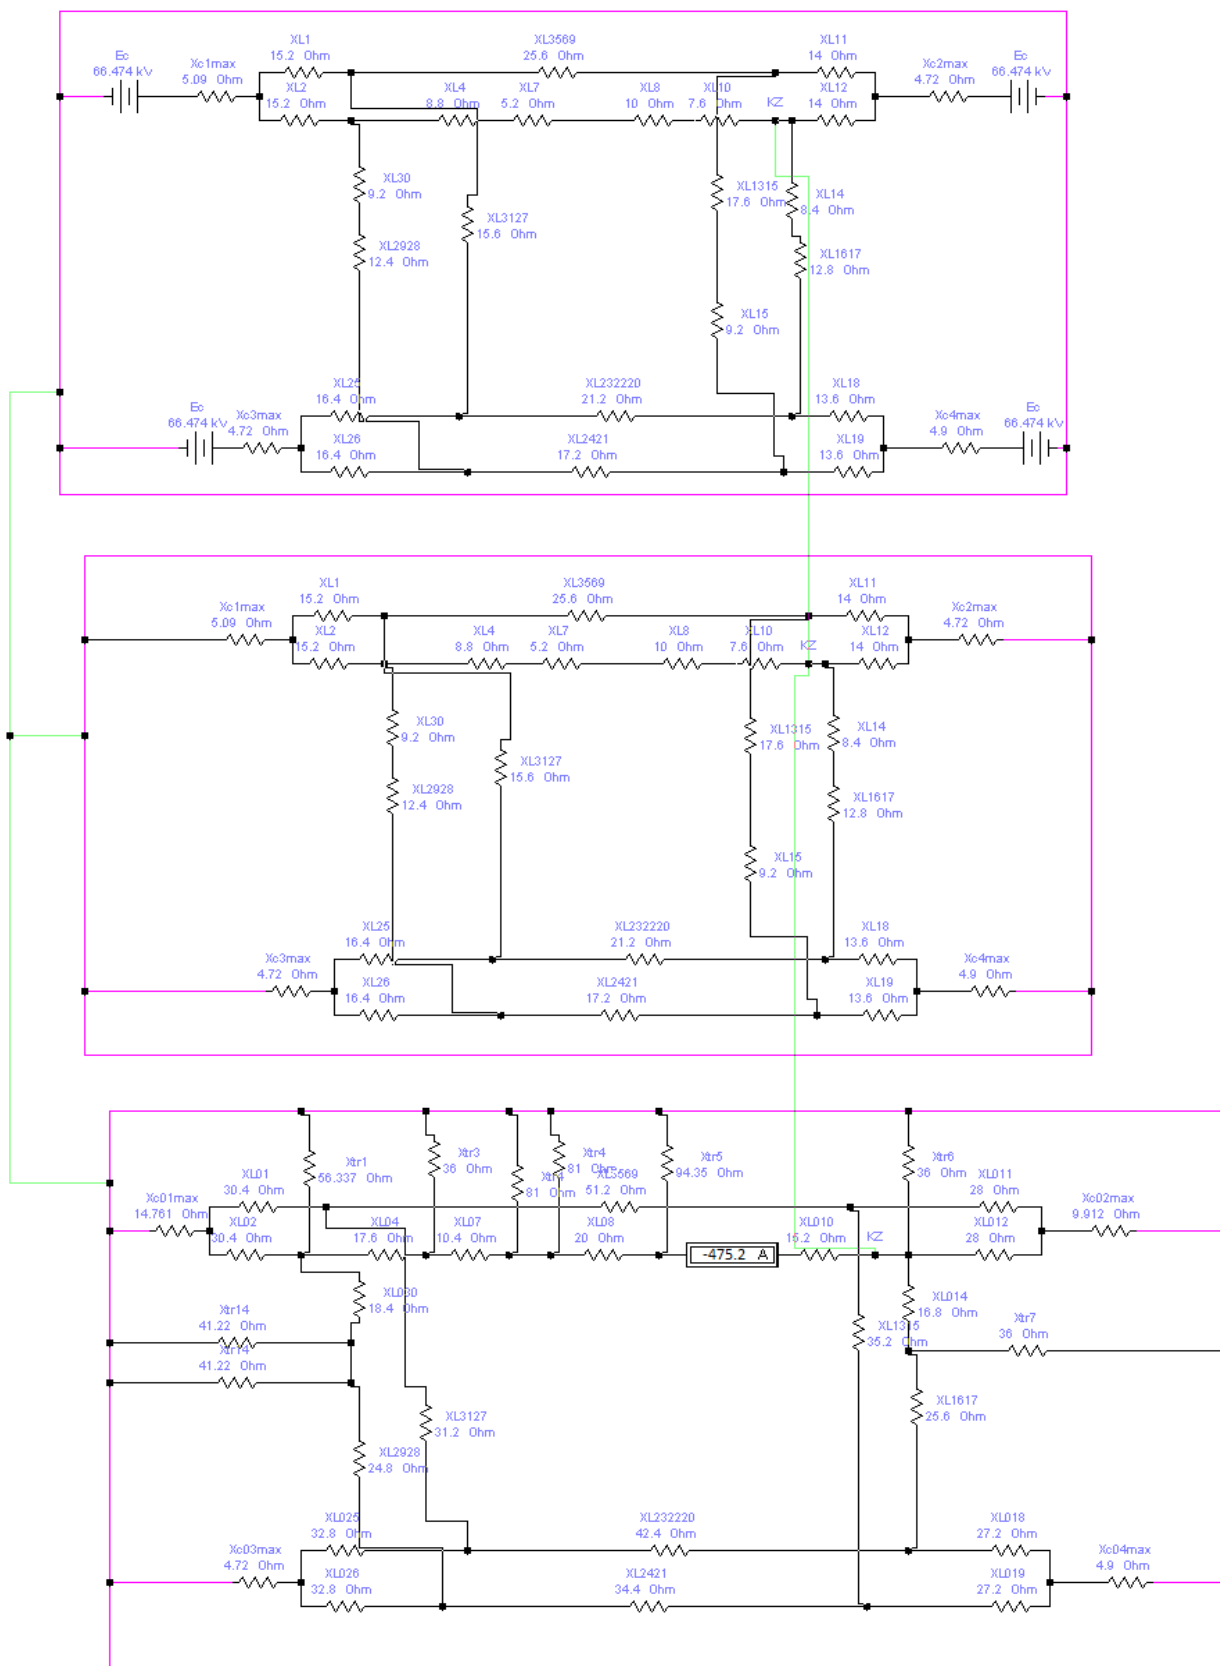 Ec
66.474 kV
Xc1max
5.09 Ohm
XL1
15.2 Ohm
XL2
15.2 Ohm
XL3569
25.6 Ohm
XL4
8.8 Ohm
XL7
5.2 Ohm
XL8
10 Ohm
XL10
7.6 Ohm
KZ
XL11
14 Ohm
XL12
14 Ohm
Xc2max
4.72 Ohm
Ec
66.474 kV
XL30
9.2 Ohm
XL3127
15.6 Ohm
XL2928
12.4 Ohm
XL1315
17.6 Ohm
XL14
8.4 Ohm
XL1617
12.8 Ohm
XL15
9.2 Ohm
Ec
66.474 kV
Xc3max
4.72 Ohm
XL25
16.4 Ohm
XL26
16.4 Ohm
XL232220
21.2 Ohm
XL2421
17.2 Ohm
XL18
13.6 Ohm
XL19
13.6 Ohm
Xc4max
4.9 Ohm
Ec
66.474 kV
Xc1max
5.09 Ohm
XL1
15.2 Ohm
XL2
15.2 Ohm
XL3569
25.6 Ohm
XL4
8.8 Ohm
XL7
5.2 Ohm
XL8
10 Ohm
XL10
7.6 Ohm
KZ
XL11
14 Ohm
XL12
14 Ohm
Xc2max
4.72 Ohm
XL30
9.2 Ohm
XL3127
15.6 Ohm
XL2928
12.4 Ohm
XL1315
17.6 Ohm
XL14
8.4 Ohm
XL1617
12.8 Ohm
XL15
9.2 Ohm
Xc3max
4.72 Ohm
XL25
16.4 Ohm
XL26
16.4 Ohm
XL232220
21.2 Ohm
XL2421
17.2 Ohm
XL18
13.6 Ohm
XL19
13.6 Ohm
Xc4max
4.9 Ohm
Xtr1
56.337 Ohm
Xtr3
36 Ohm
Xtr4
81 Ohm
Xtr4
81 Ohm
Xtr5
94.35 Ohm
Xtr6
36 Ohm
Xc01max
14.761 Ohm
XL01
30.4 Ohm
XL02
30.4 Ohm
XL3569
51.2 Ohm
XL04
17.6 Ohm
XL07
10.4 Ohm
XL08
20 Ohm
-475.2 A
XL010
15.2 Ohm
KZ
XL011
28 Ohm
XL012
28 Ohm
Xc02max
9.912 Ohm
XL030
18.4 Ohm
Xtr14
41.22 Ohm
Xtr14
41.22 Ohm
XL014
16.8 Ohm
XL1315
35.2 Ohm
Xtr7
36 Ohm
XL3127
31.2 Ohm
XL1617
25.6 Ohm
XL2928
24.8 Ohm
Xc03max
4.72 Ohm
XL025
32.8 Ohm
XL026
32.8 Ohm
XL232220
42.4 Ohm
XL2421
34.4 Ohm
XL018
27.2 Ohm
XL019
27.2 Ohm
Xc04max
4.9 Ohm